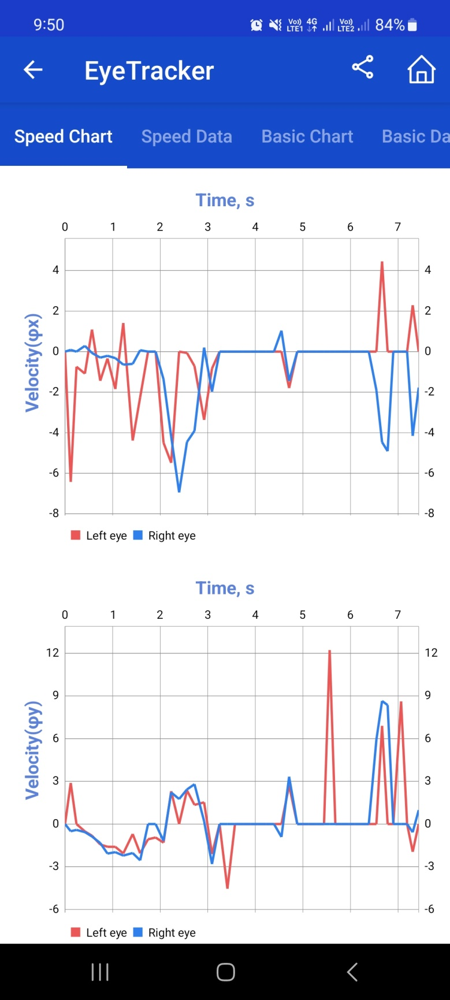 9:50 Vo)) LTE1 4G Vo)) LTE2 84%
EyeTracker
Speed Chart Speed Data Basic Chart Basic Da
Time, s
0 1 2 3 4 5 6 7
4 4
2 2
0 0
-2 -2
-4 -4
-6 -6
-8 -8
Velocity(φx)
Left eye Right eye
Time, s
0 1 2 3 4 5 6 7
12 12
9 9
6 6
3 3
0 0
-3 -3
-6 -6
Velocity(φy)
Left eye Right eye